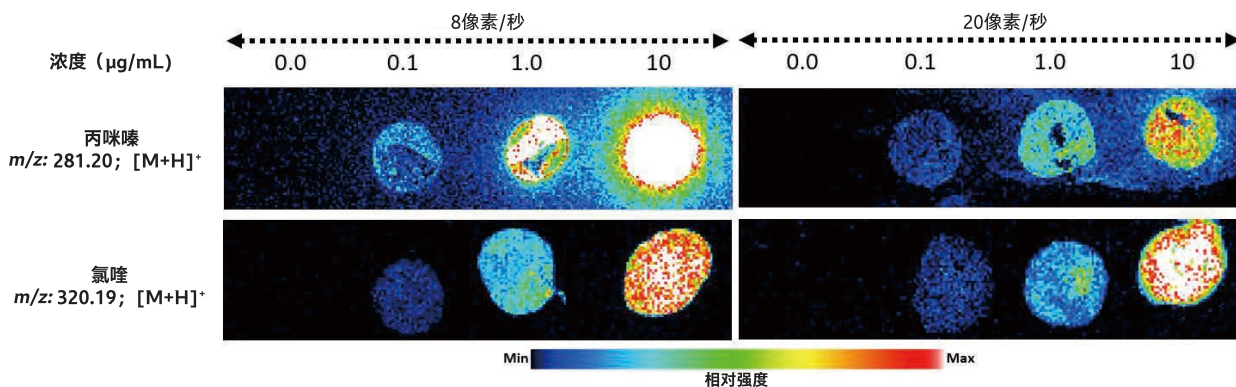 8像素/秒 20像素/秒
浓度（μg/mL) 0.0 0.1 1.0 10 0.0 0.1 1.0 10
丙咪嗪
m/z: 281.20；[M+H]⁺
氯喹
m/z: 320.19；[M+H]⁺
Min Max
相对强度